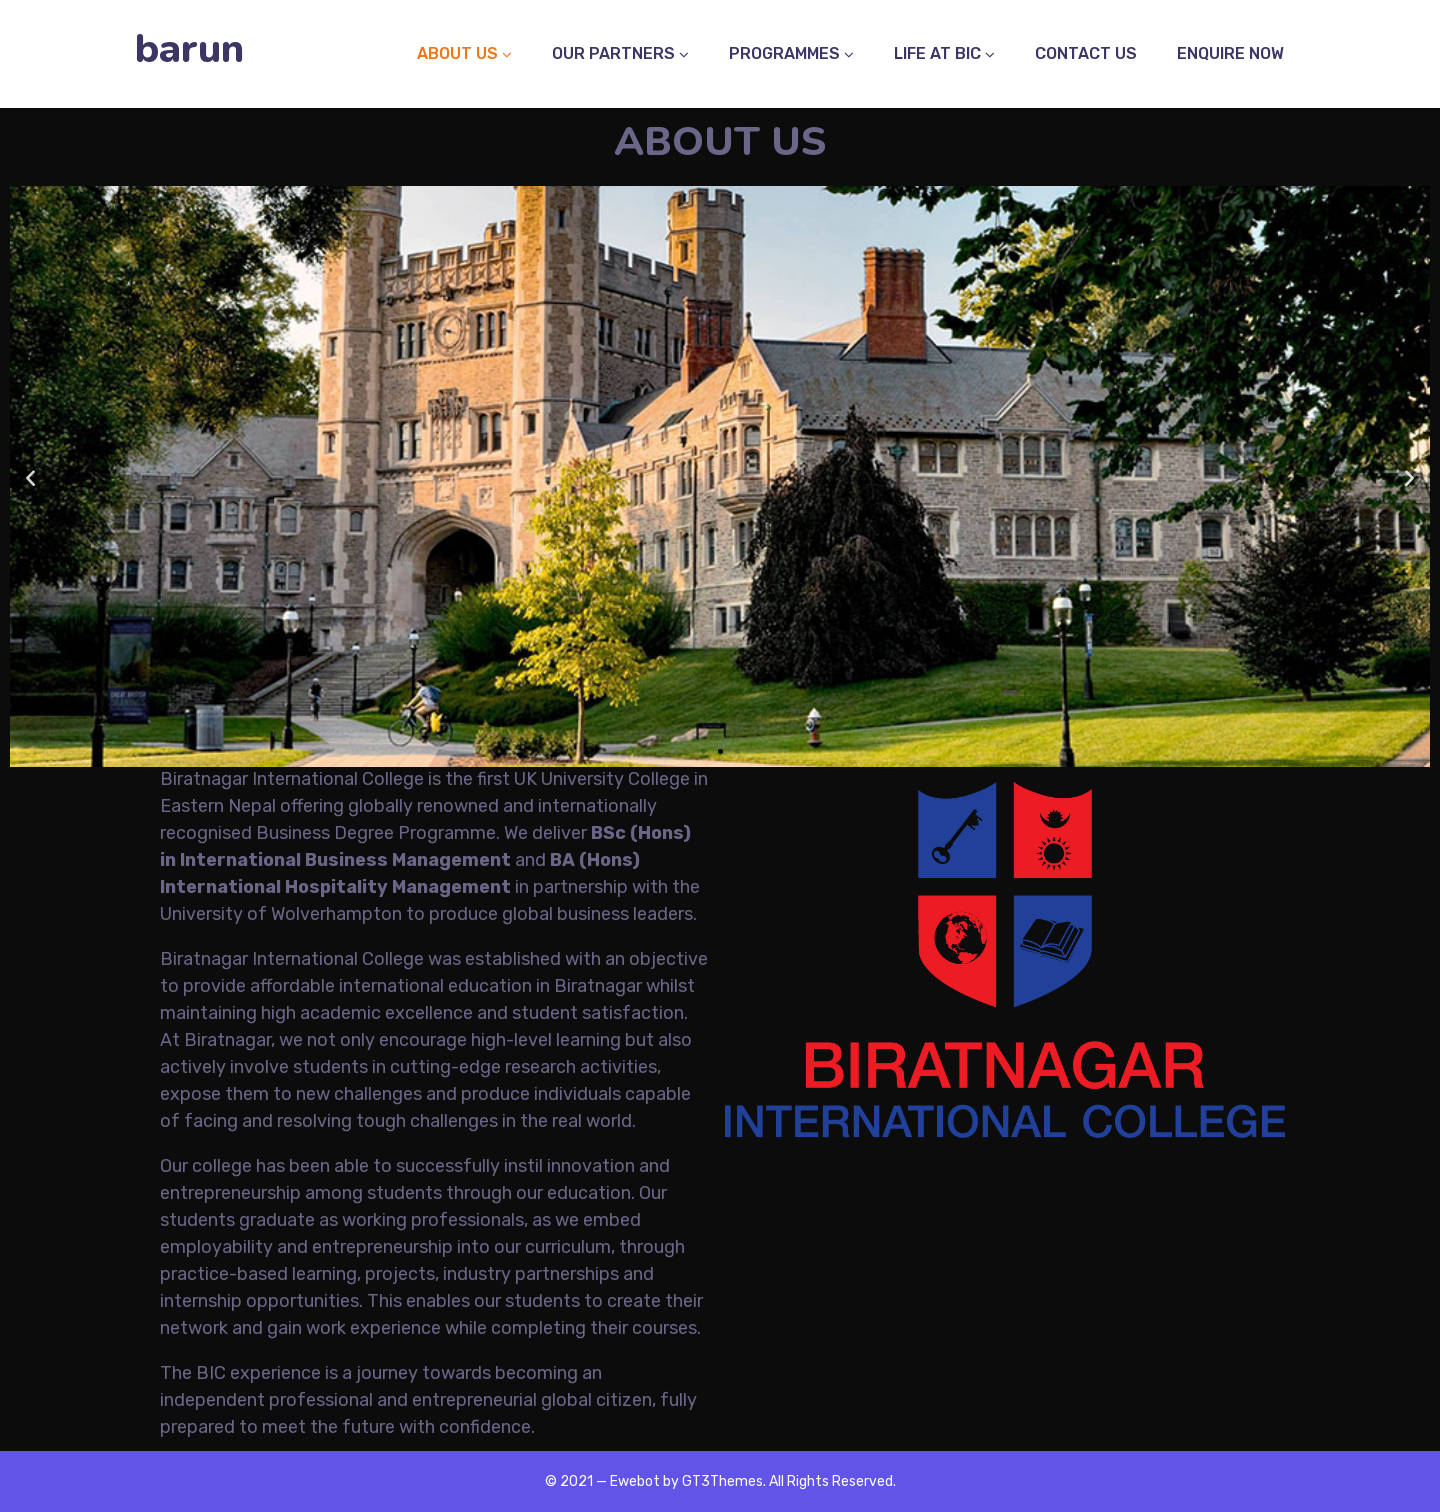 barun
ABOUT US
OUR PARTNERS
PROGRAMMES
LIFE AT BIC
CONTACT US
ENQUIRE NOW
ABOUT US
Biratnagar International College is the first UK University College in
Eastern Nepal offering globally renowned and internationally
recognised Business Degree Programme. We deliver BSc (Hons)
in International Business Management and BA (Hons)
International Hospitality Management in partnership with the
University of Wolverhampton to produce global business leaders.
Biratnagar International College was established with an objective
to provide affordable international education in Biratnagar whilst
maintaining high academic excellence and student satisfaction.
At Biratnagar, we not only encourage high-level learning but also
actively involve students in cutting-edge research activities,
expose them to new challenges and produce individuals capable
of facing and resolving tough challenges in the real world.
Our college has been able to successfully instil innovation and
entrepreneurship among students through our education. Our
students graduate as working professionals, as we embed
employability and entrepreneurship into our curriculum, through
practice-based learning, projects, industry partnerships and
internship opportunities. This enables our students to create their
network and gain work experience while completing their courses.
The BIC experience is a journey towards becoming an
independent professional and entrepreneurial global citizen, fully
prepared to meet the future with confidence.
BIRATNAGAR
INTERNATIONAL COLLEGE
© 2021 — Ewebot by GT3Themes. All Rights Reserved.